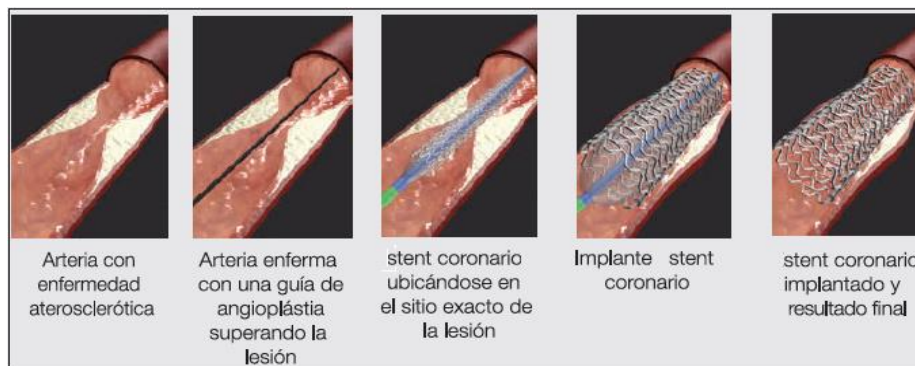 Arteria con
enfermedad
aterosclerótica
Arteria enferma
con una guía de
angioplástia
superando la
lesión
stent coronario
ubicándose en
el sitio exacto de
la lesión
Implante stent
coronario
stent coronario
implantado y
resultado final